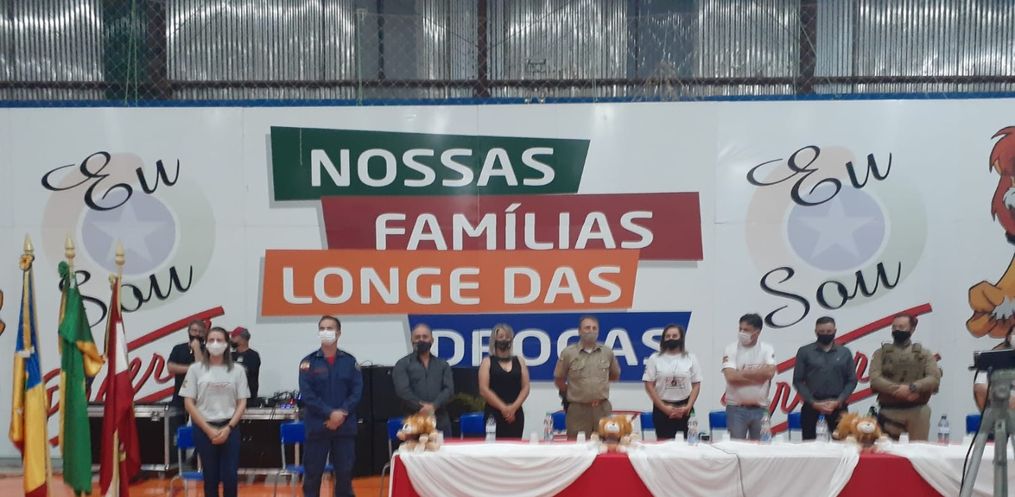 NOSSAS
FAMÍLIAS
LONGE DAS
DROGAS
Eu
Sou
Eu
Sou